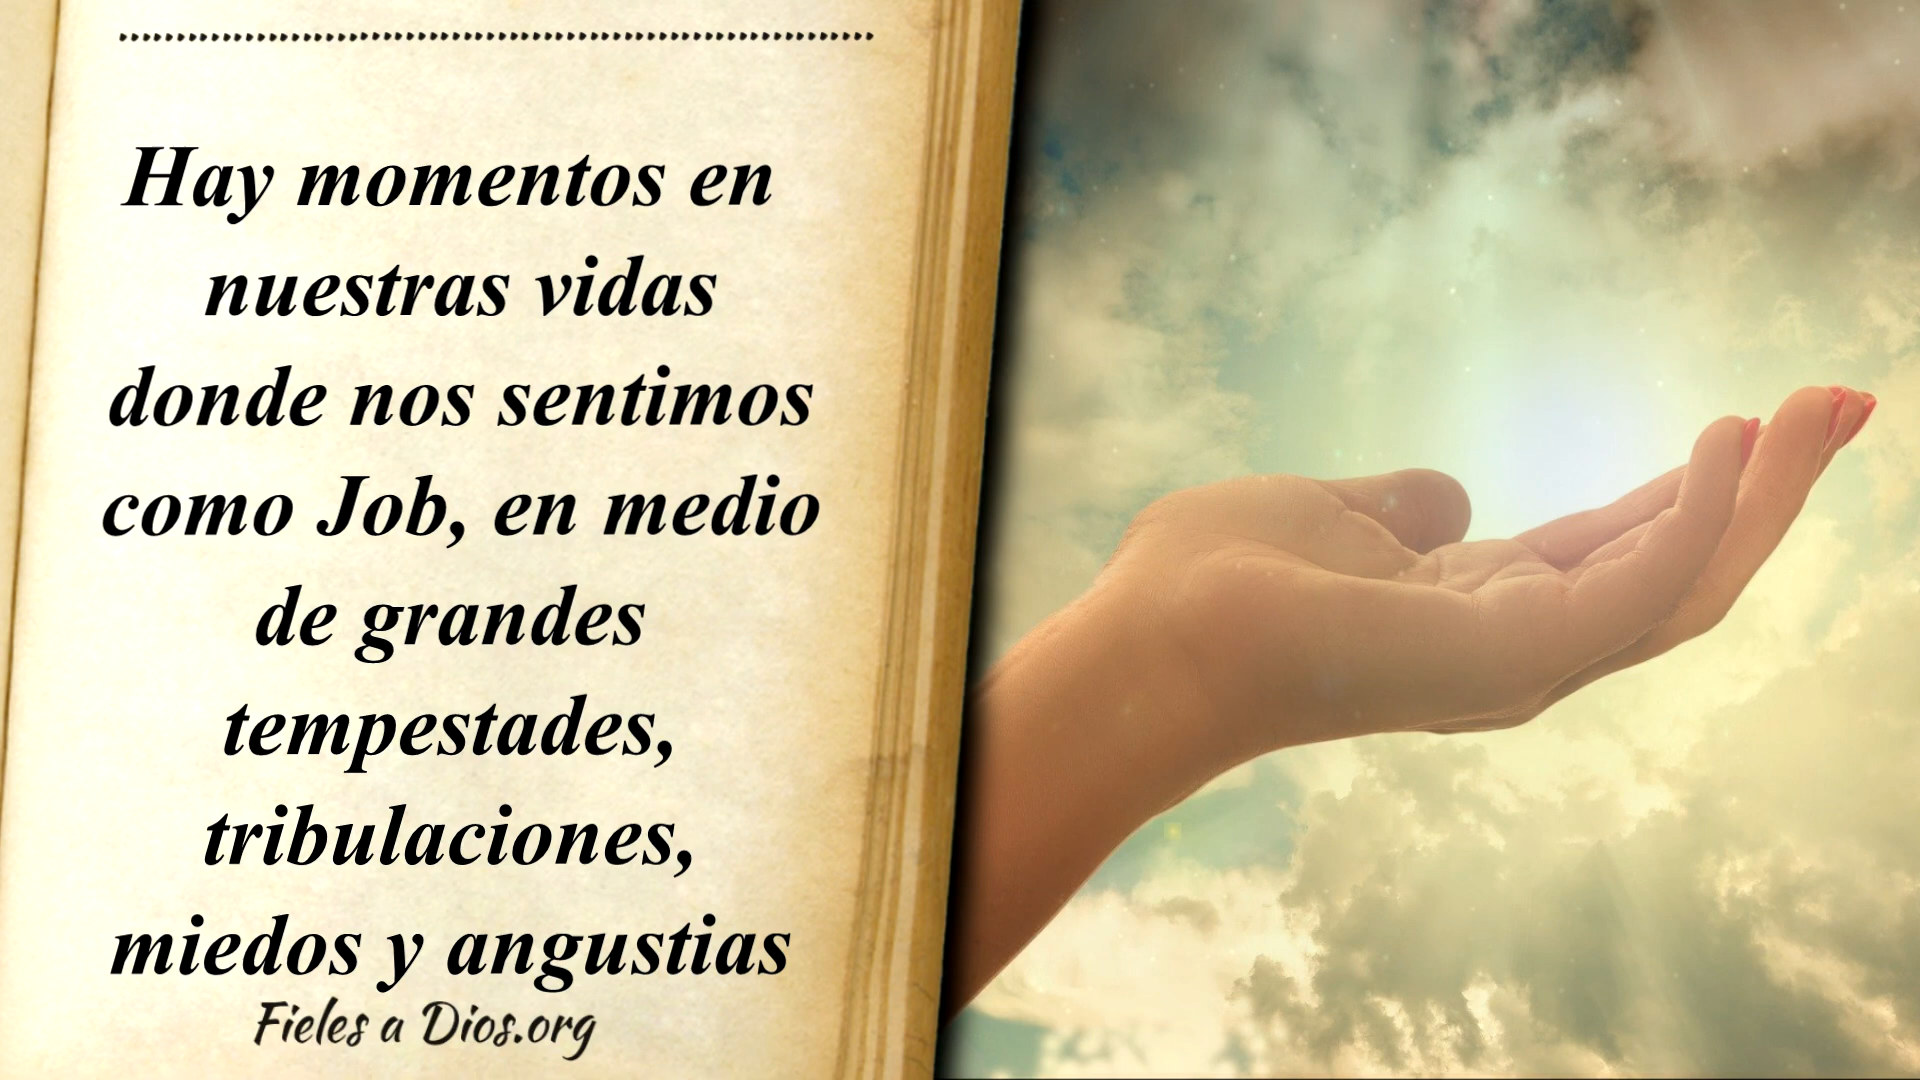 Hay momentos en
nuestras vidas
donde nos sentimos
como Job, en medio
de grandes
tempestades,
tribulaciones,
miedos y angustias
Fieles a Dios.org